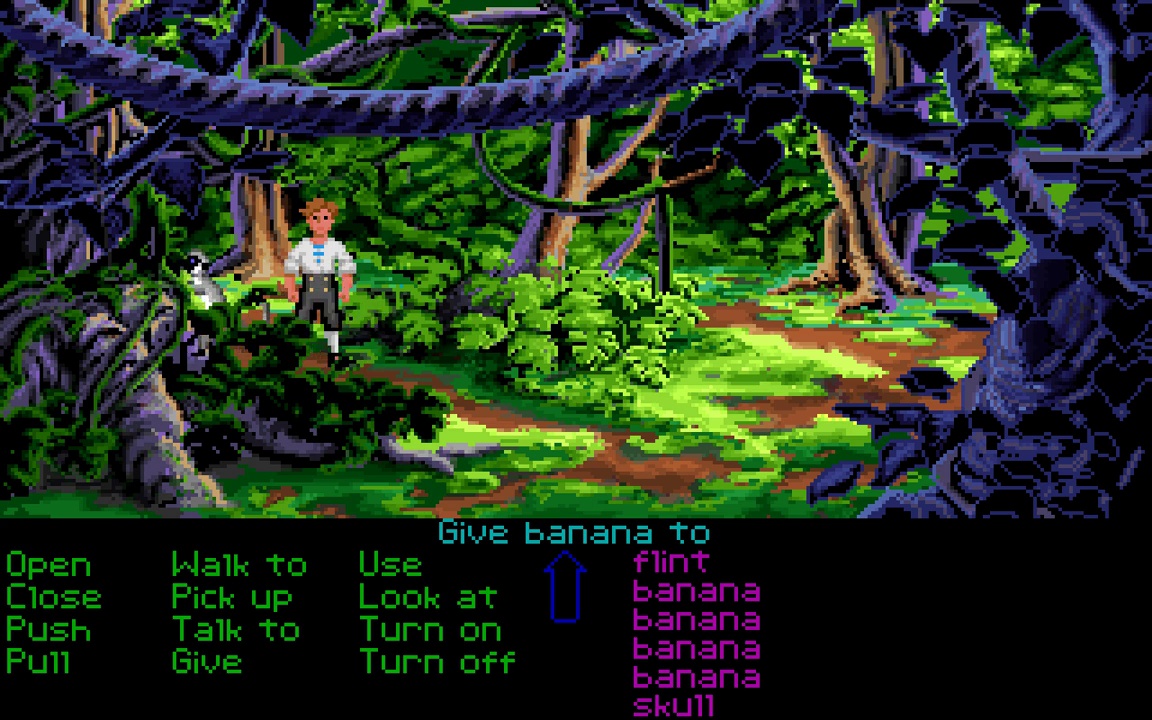 Give banana to
Open Walk to Use flint
Close Pick up Look at banana
Push Talk to Turn on banana
Pull Give Turn off banana
banana
skull